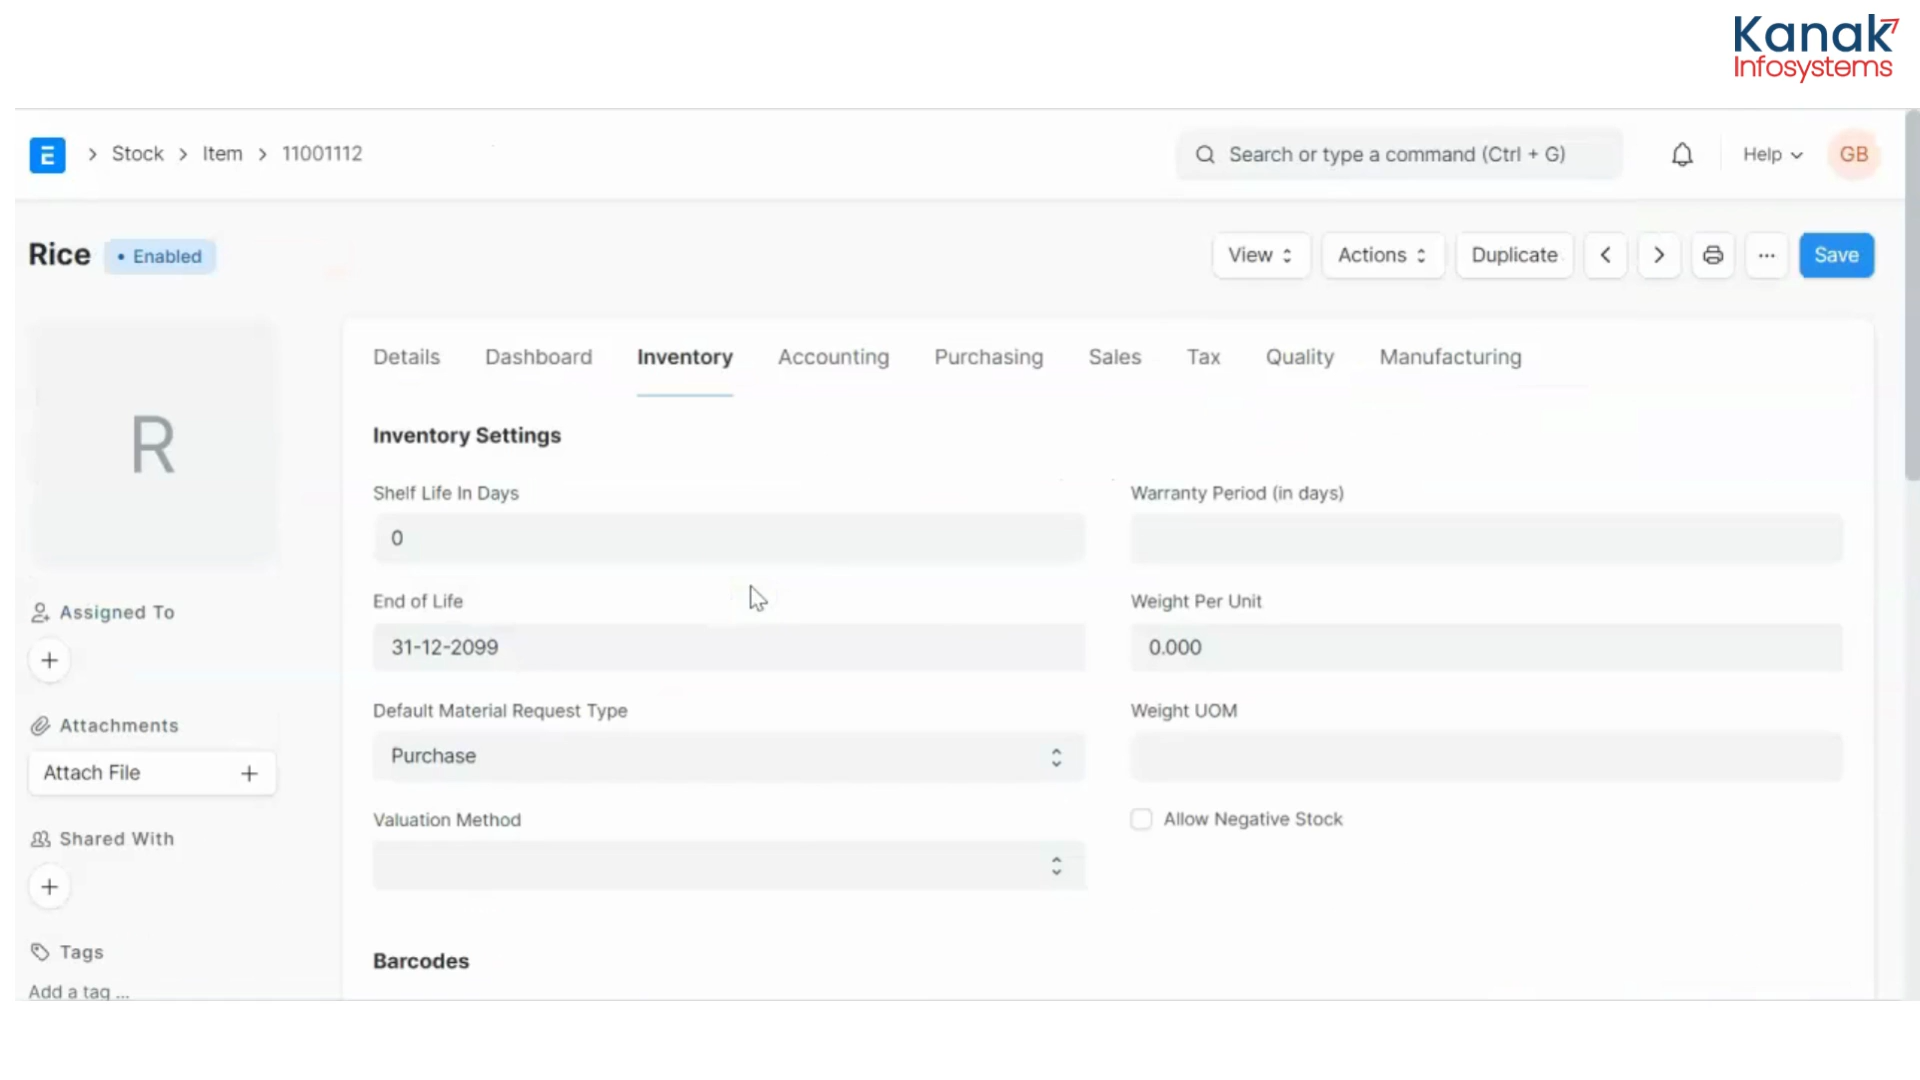 Kanak
Infosystems
E > Stock > Item > 11001112
Search or type a command (Ctrl + G)
Help
GB
Rice
• Enabled
View
Actions
Duplicate
...
Save
R
Assigned To
+
Attachments
Attach File +
Shared With
+
Tags
Add a tag ...
Details Dashboard Inventory Accounting Purchasing Sales Tax Quality Manufacturing
Inventory Settings
Shelf Life In Days
0
Warranty Period (in days)
End of Life
31-12-2099
Weight Per Unit
0.000
Default Material Request Type
Purchase
Weight UOM
Valuation Method
Allow Negative Stock
Barcodes